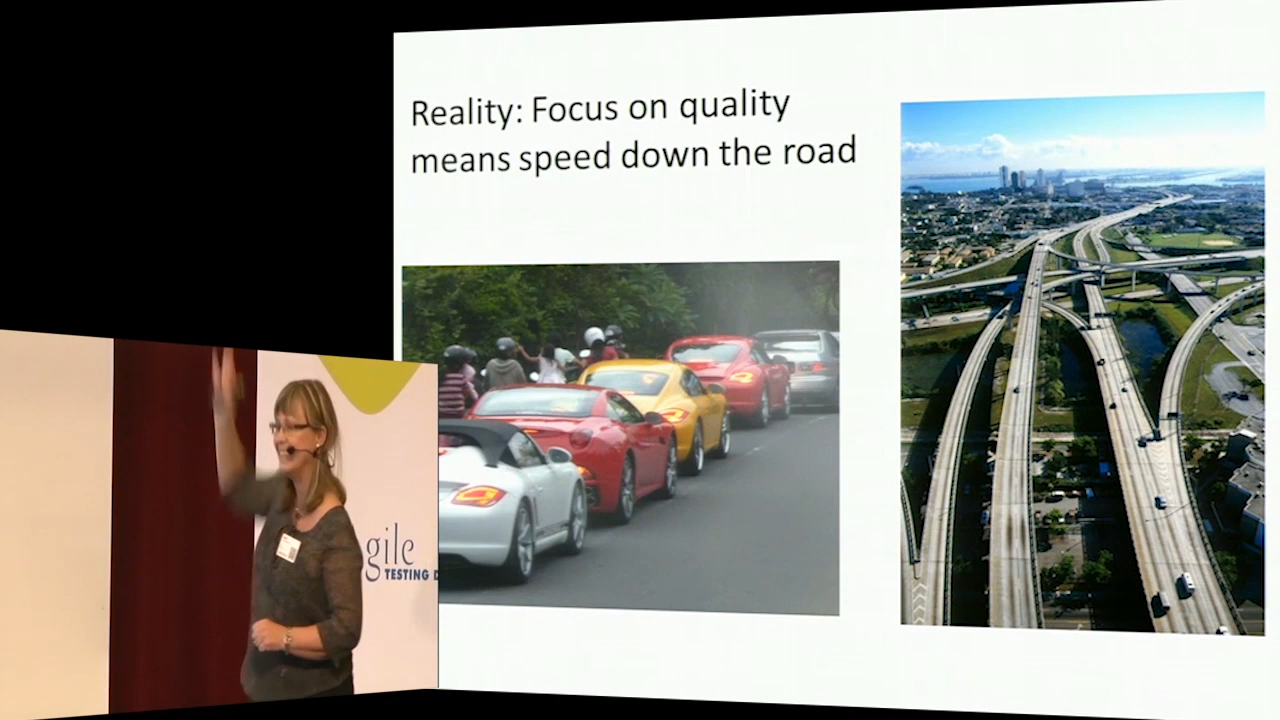 Reality: Focus on quality
means speed down the road
gile
TESTING D